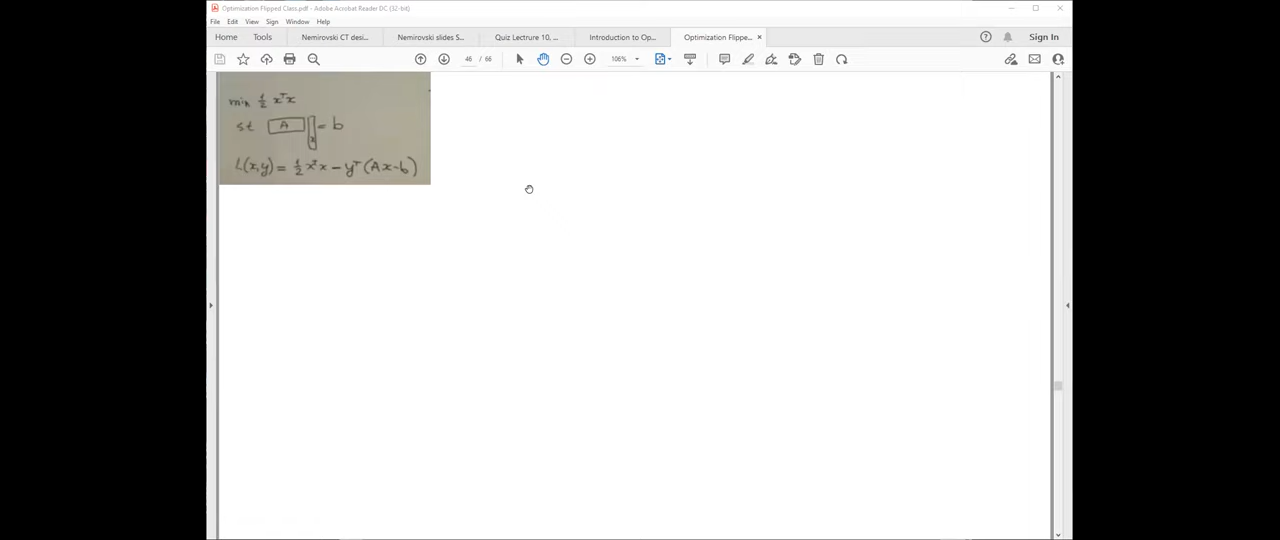 Optimization Flipped Class.pdf - Adobe Acrobat Reader DC (32-bit)
File Edit View Sign Window Help
Home Tools Nemirovski CT desi... Nemirovski slides S... Quiz Lecture 10, ... Introduction to Op... Optimization Flippe... × Sign In
46 / 66 106%
min ½ xᵀx
st A x = b
L(x,y) = ½ xᵀx − yᵀ(Ax−b)